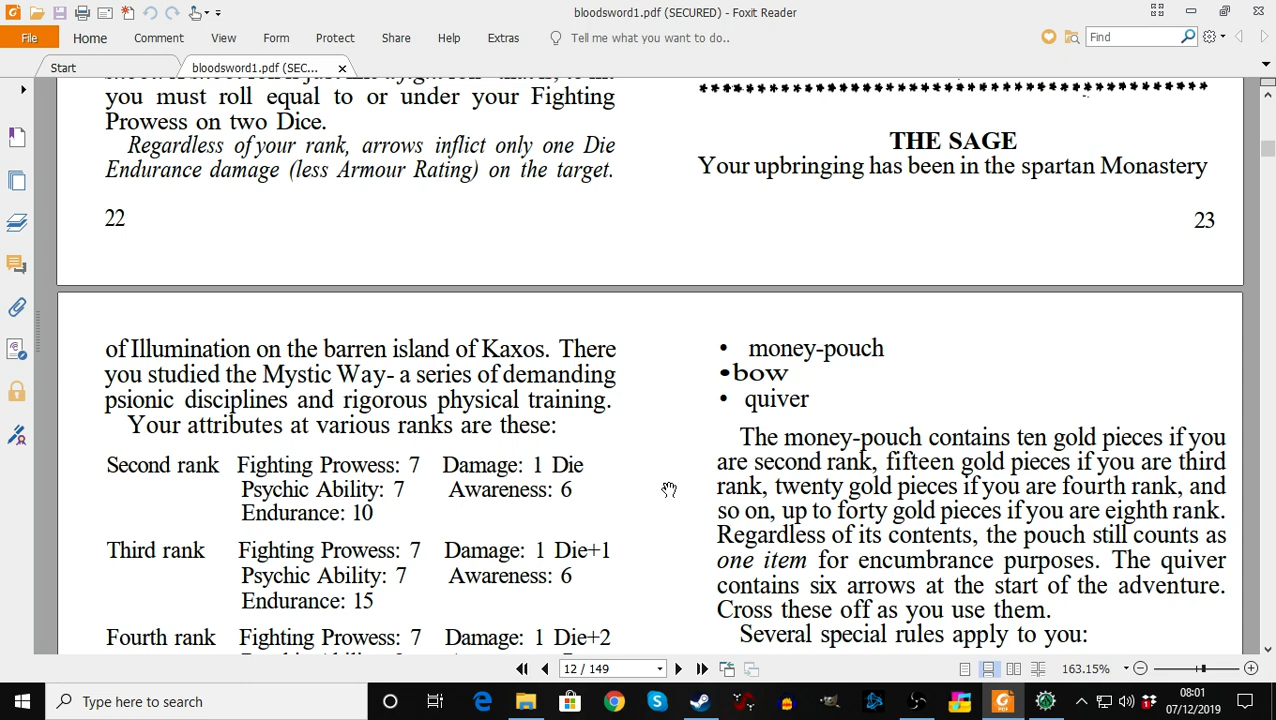 bloodsword1.pdf (SECURED) - Foxit Reader
File
Home
Comment
View
Form
Protect
Share
Help
Extras
Tell me what you want to do..
Find
Start
bloodsword1.pdf (SEC...
you must roll equal to or under your Fighting
Prowess on two Dice.
Regardless of your rank, arrows inflict only one Die
Endurance damage (less Armour Rating) on the target.
22
****************************************
THE SAGE
Your upbringing has been in the spartan Monastery
23
of Illumination on the barren island of Kaxos. There
you studied the Mystic Way- a series of demanding
psionic disciplines and rigorous physical training.
Your attributes at various ranks are these:
Second rank Fighting Prowess: 7 Damage: 1 Die
Psychic Ability: 7 Awareness: 6
Endurance: 10
Third rank Fighting Prowess: 7 Damage: 1 Die+1
Psychic Ability: 7 Awareness: 6
Endurance: 15
Fourth rank Fighting Prowess: 7 Damage: 1 Die+2
• money-pouch
•bow
• quiver
The money-pouch contains ten gold pieces if you
are second rank, fifteen gold pieces if you are third
rank, twenty gold pieces if you are fourth rank, and
so on, up to forty gold pieces if you are eighth rank.
Regardless of its contents, the pouch still counts as
one item for encumbrance purposes. The quiver
contains six arrows at the start of the adventure.
Cross these off as you use them.
Several special rules apply to you:
12 / 149
163.15%
Type here to search
08:01
07/12/2019